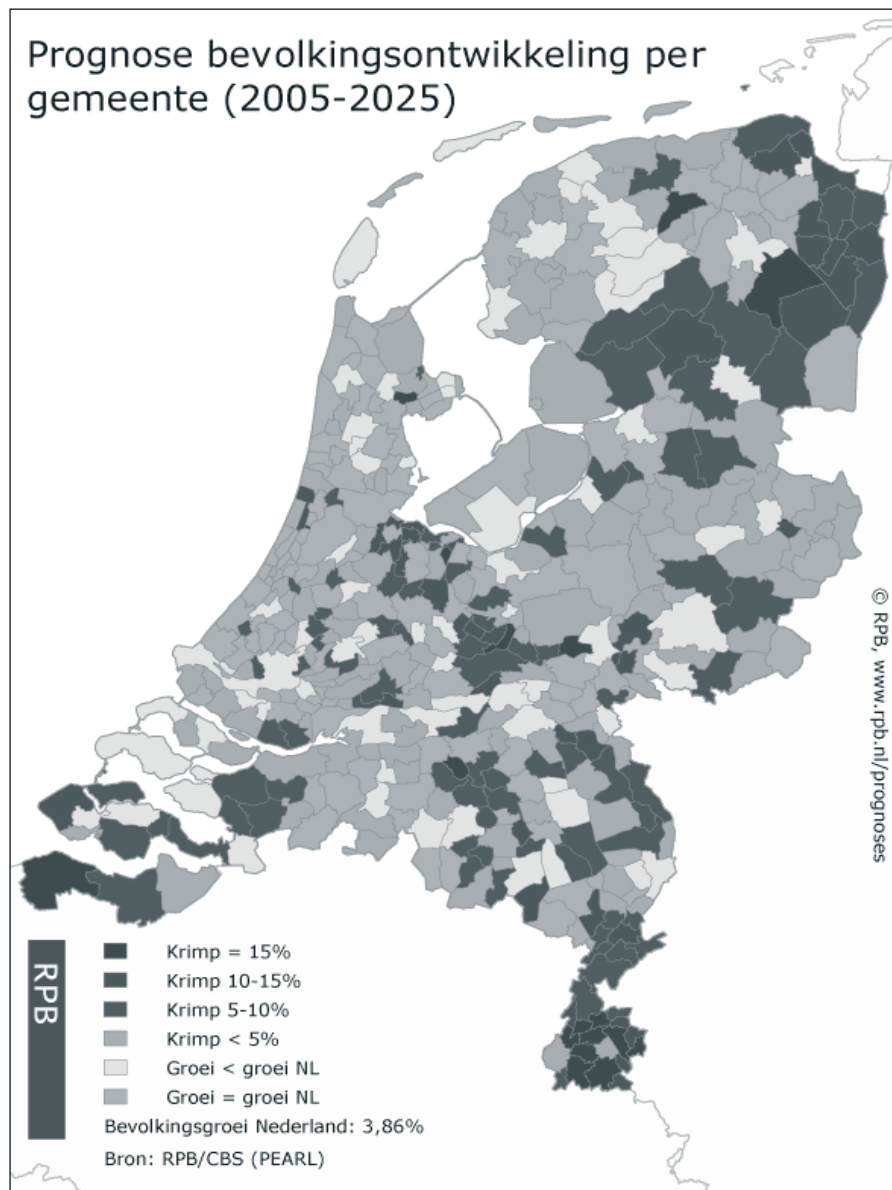 Prognose bevolkingsontwikkeling per
gemeente (2005-2025)
© RPB, www.rpb.nl/prognoses
RPB
Krimp = 15%
Krimp 10-15%
Krimp 5-10%
Krimp < 5%
Groei < groei NL
Groei = groei NL
Bevolkingsgroei Nederland: 3,86%
Bron: RPB/CBS (PEARL)